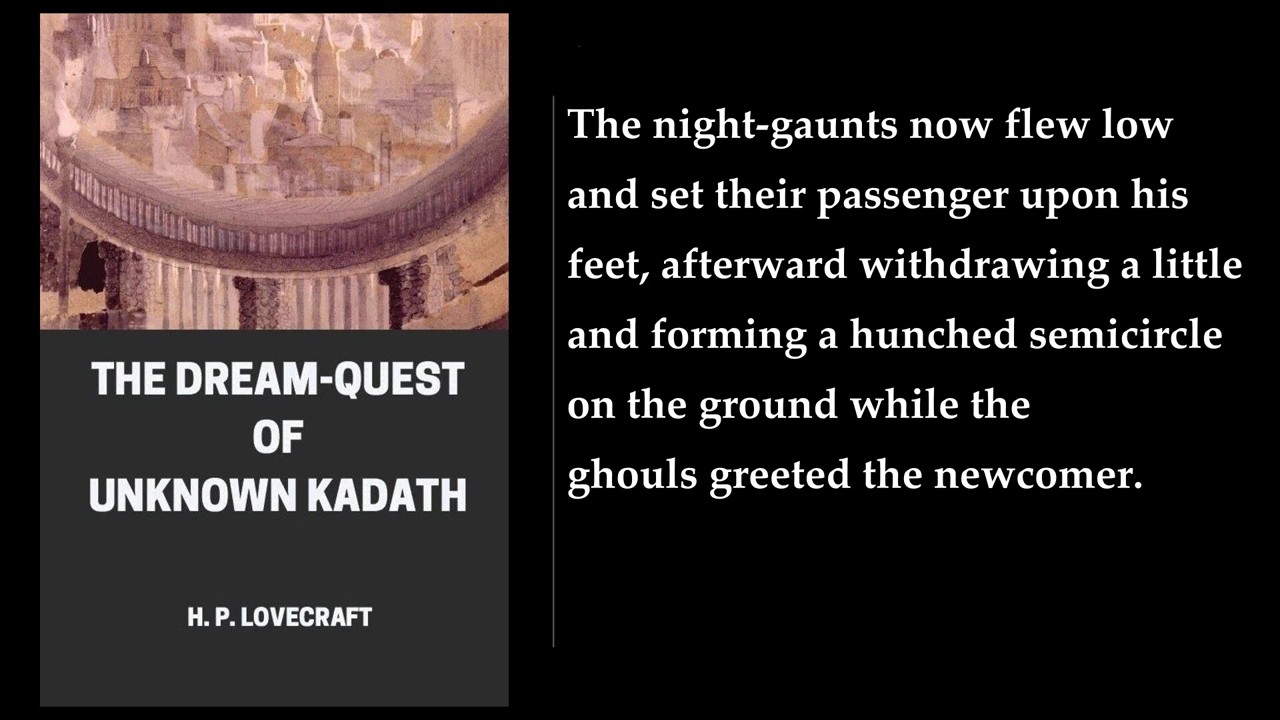 THE DREAM-QUEST
OF
UNKNOWN KADATH
H. P. LOVECRAFT
The night-gaunts now flew low
and set their passenger upon his
feet, afterward withdrawing a little
and forming a hunched semicircle
on the ground while the
ghouls greeted the newcomer.